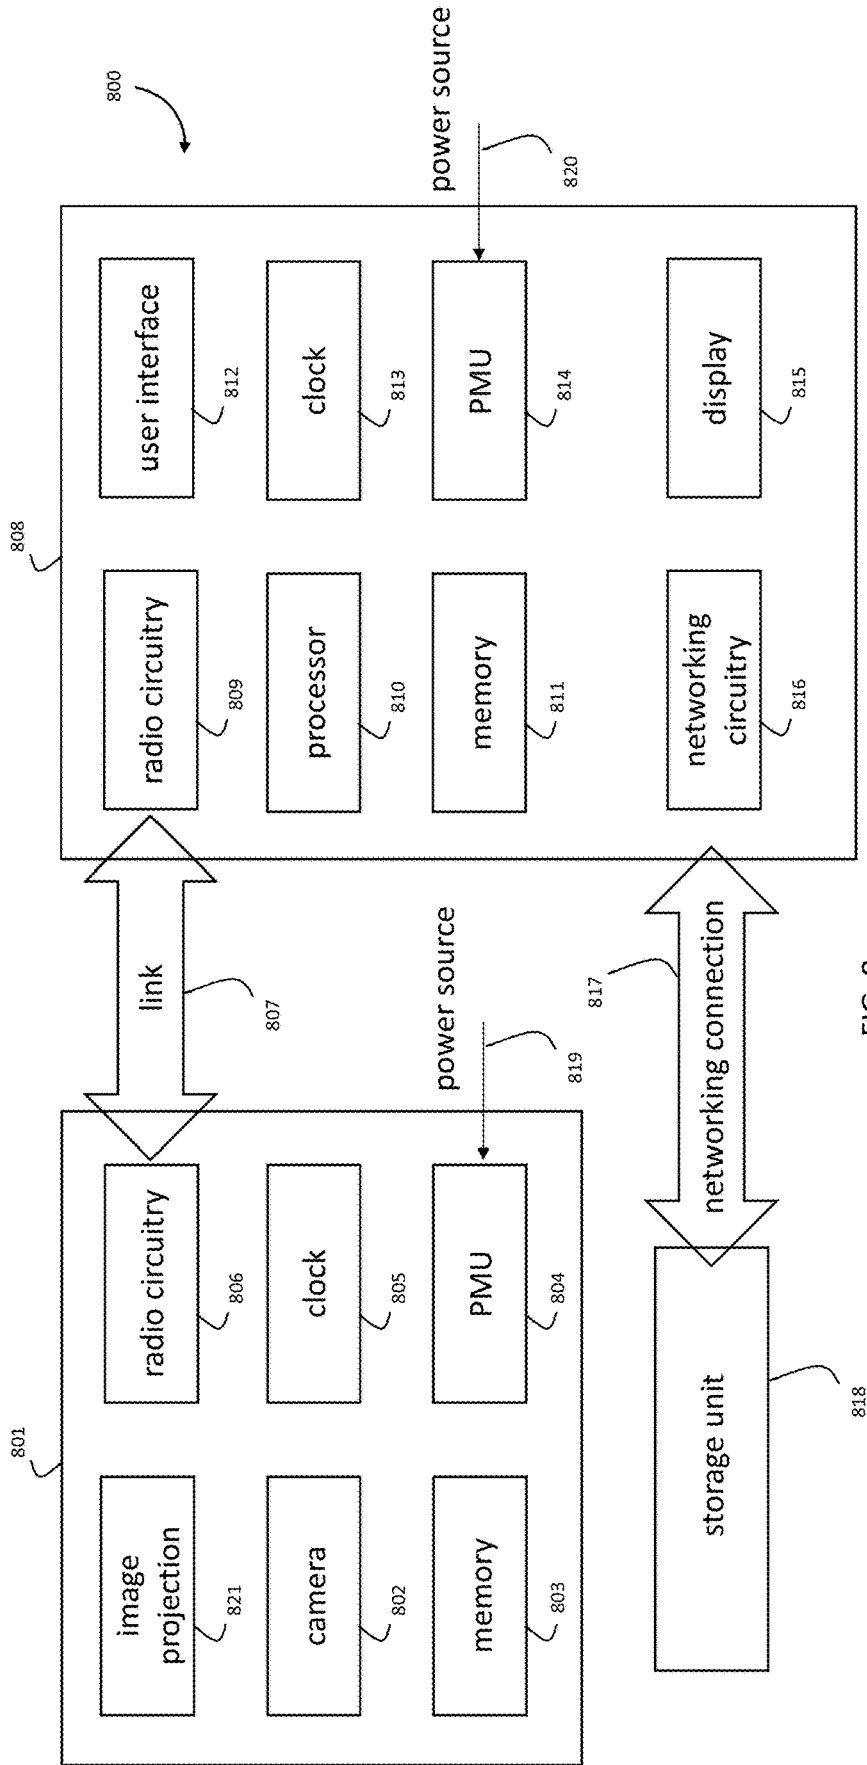 800
801
808
image
projection
821
radio circuitry
806
link
807
radio circuitry
809
user interface
812
camera
802
clock
805
processor
810
clock
813
memory
803
PMU
804
power source
819
memory
811
PMU
814
power source
820
storage unit
818
networking connection
817
networking
circuitry
816
display
815
FIG.